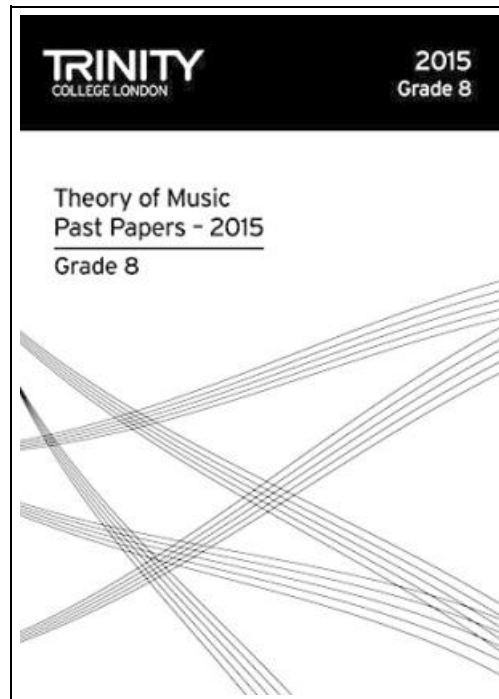 TRINITY
COLLEGE LONDON
2015
Grade 8
Theory of Music
Past Papers – 2015
Grade 8